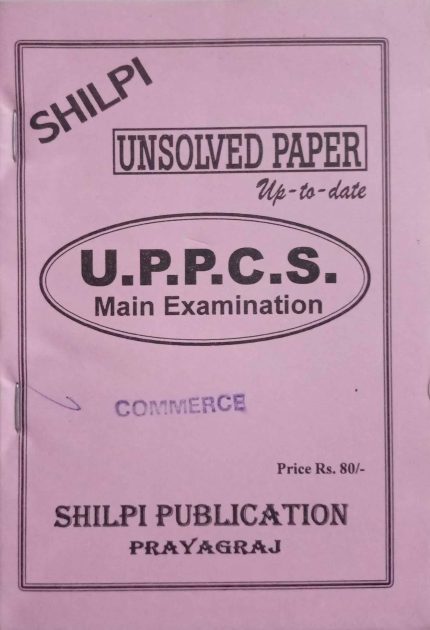 SHILPI
UNSOLVED PAPER
Up-to-date
U.P.P.C.S.
Main Examination
COMMERCE
Price Rs. 80/-
SHILPI PUBLICATION
PRAYAGRAJ